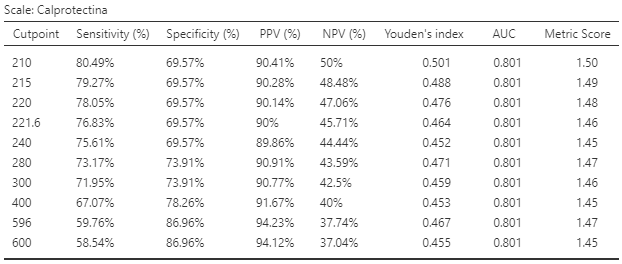 Scale: Calprotectina
Cutpoint Sensitivity (%) Specificity (%) PPV (%) NPV (%) Youden's index AUC Metric Score
210 80.49% 69.57% 90.41% 50% 0.501 0.801 1.50
215 79.27% 69.57% 90.28% 48.48% 0.488 0.801 1.49
220 78.05% 69.57% 90.14% 47.06% 0.476 0.801 1.48
221.6 76.83% 69.57% 90% 45.71% 0.464 0.801 1.46
240 75.61% 69.57% 89.86% 44.44% 0.452 0.801 1.45
280 73.17% 73.91% 90.91% 43.59% 0.471 0.801 1.47
300 71.95% 73.91% 90.77% 42.5% 0.459 0.801 1.46
400 67.07% 78.26% 91.67% 40% 0.453 0.801 1.45
596 59.76% 86.96% 94.23% 37.74% 0.467 0.801 1.47
600 58.54% 86.96% 94.12% 37.04% 0.455 0.801 1.45